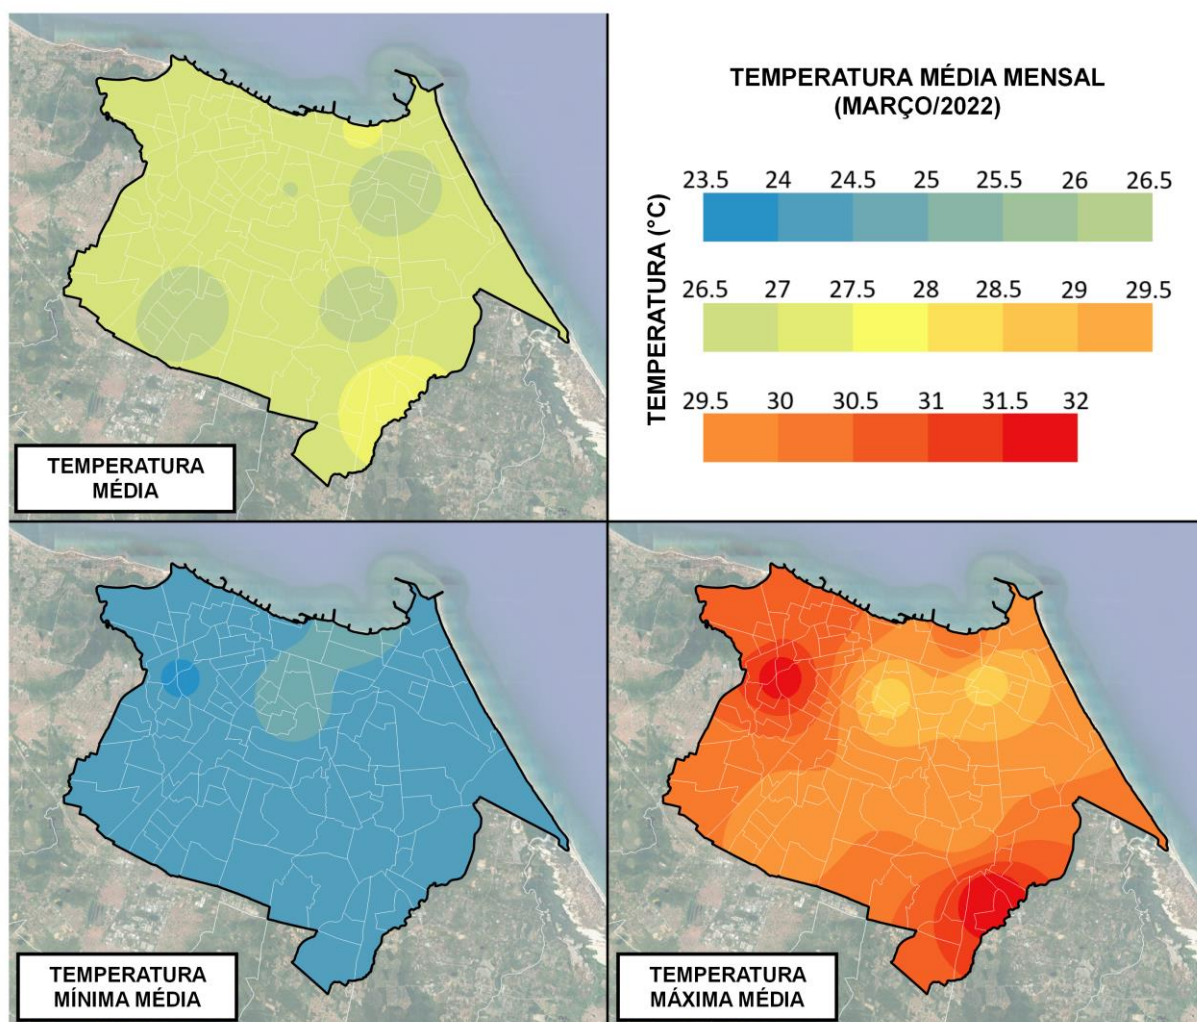 TEMPERATURA MÉDIA MENSAL
(MARÇO/2022)
TEMPERATURA (°C)
23.5 24 24.5 25 25.5 26 26.5
26.5 27 27.5 28 28.5 29 29.5
29.5 30 30.5 31 31.5 32
TEMPERATURA
MÉDIA
TEMPERATURA
MÍNIMA MÉDIA
TEMPERATURA
MÁXIMA MÉDIA